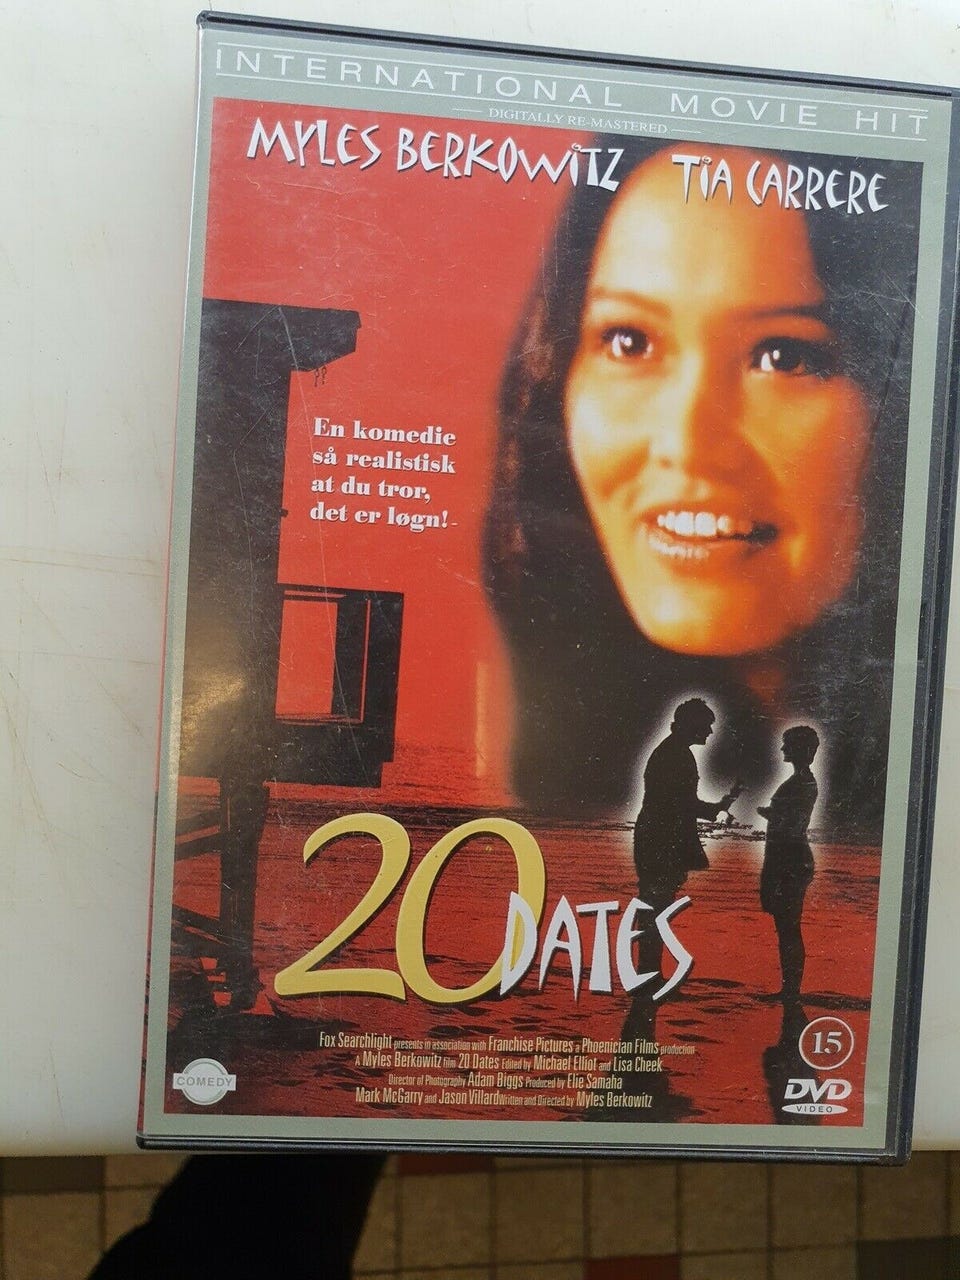 INTERNATIONAL MOVIE HIT
DIGITALLY RE-MASTERED
MYLES BERKOWITZ TIA CARRERE
En komedie
så realistisk
at du tror,
det er løgn!-
20 DATES
Fox Searchlight presents in association with Franchise Pictures a Phoenician Films production
A Myles Berkowitz film 20 Dates Edited by Michael Elliot and Lisa Cheek
Director of Photography Adam Biggs Produced by Elie Samaha
Mark McGarry and Jason Villard Written and Directed by Myles Berkowitz
15
COMEDY
DVD
VIDEO